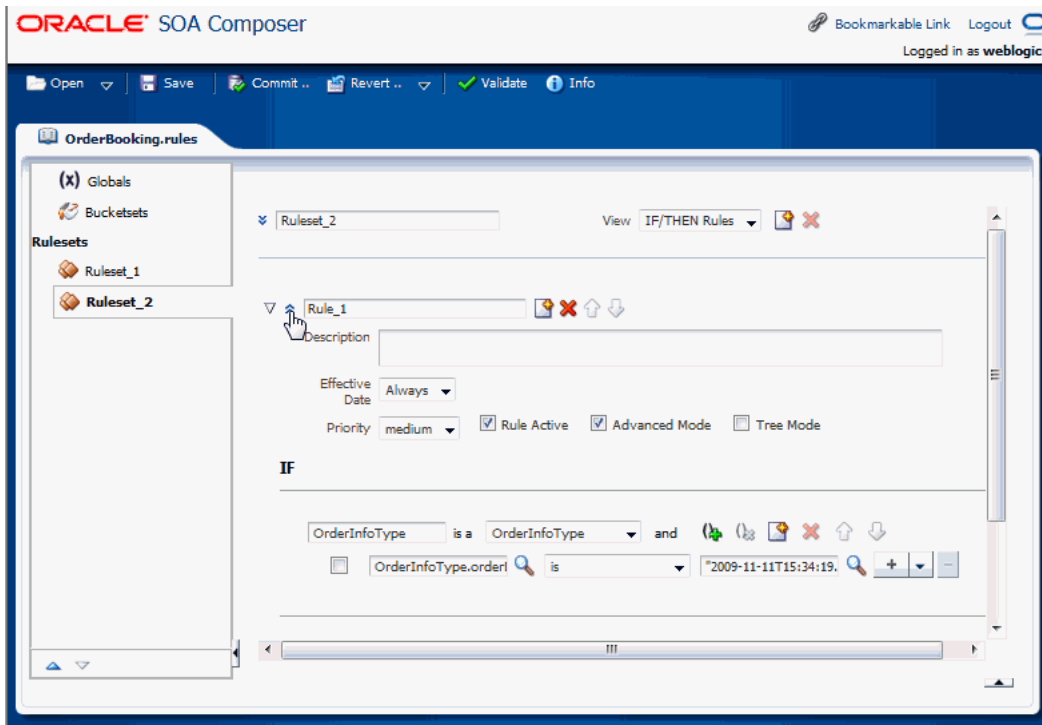 ORACLE SOA Composer
Bookmarkable Link Logout
Logged in as weblogic
Open Save Commit .. Revert .. Validate Info
OrderBooking.rules
(x) Globals
Bucketsets
Rulesets
Ruleset_1
Ruleset_2
Ruleset_2 View IF/THEN Rules
Rule_1
Description
Effective Date Always
Priority medium Rule Active Advanced Mode Tree Mode
IF
OrderInfoType is a OrderInfoType and
OrderInfoType.orderl is "2009-11-11T15:34:19.